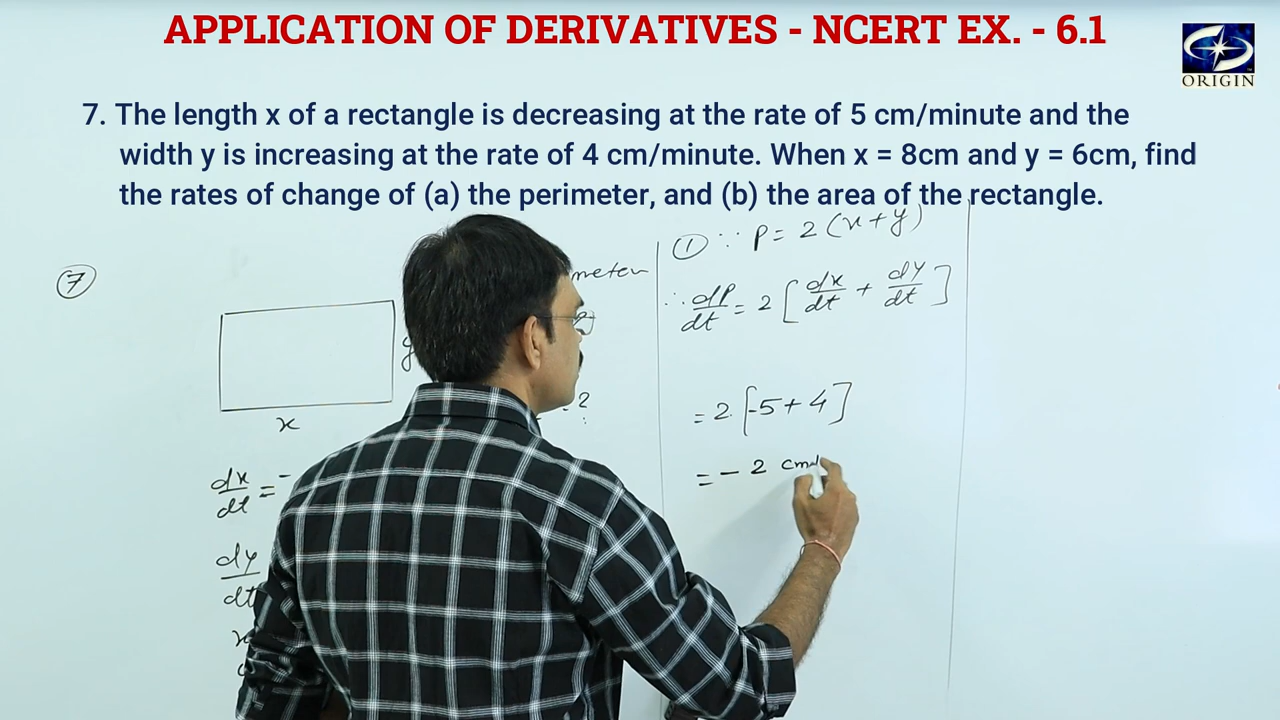 APPLICATION OF DERIVATIVES - NCERT EX. - 6.1
ORIGIN
7. The length x of a rectangle is decreasing at the rate of 5 cm/minute and the
width y is increasing at the rate of 4 cm/minute. When x = 8cm and y = 6cm, find
the rates of change of (a) the perimeter, and (b) the area of the rectangle.
7
x
dx/dt = -
dy/dt
meter
① ∵ P = 2 (x + y)
∴ dP/dt = 2 [dx/dt + dy/dt]
= 2 [-5 + 4]
= - 2 cm/